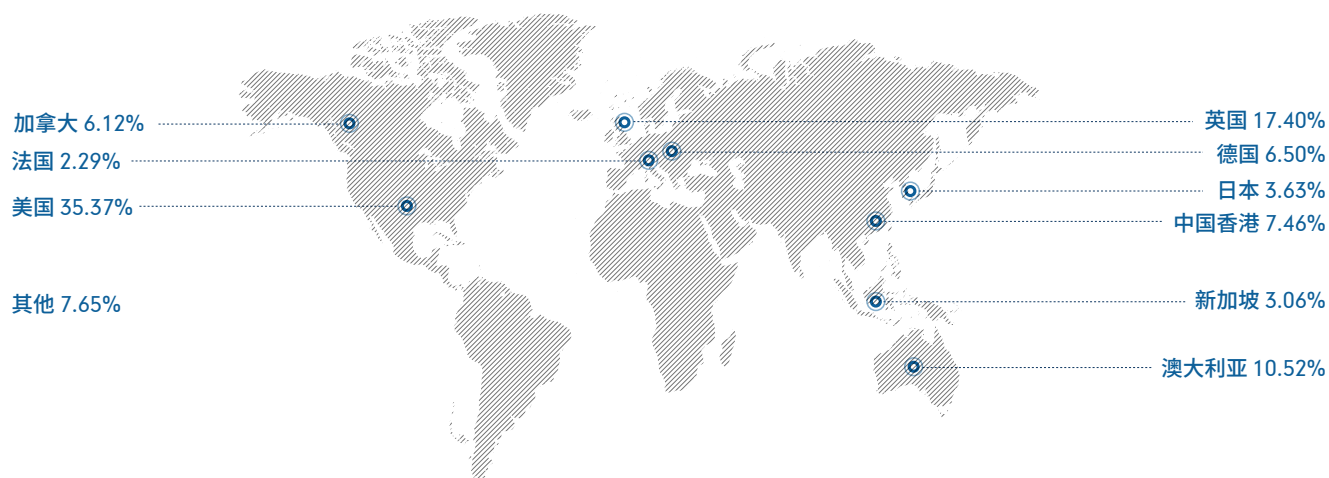 加拿大 6.12%
法国 2.29%
美国 35.37%
其他 7.65%
英国 17.40%
德国 6.50%
日本 3.63%
中国香港 7.46%
新加坡 3.06%
澳大利亚 10.52%